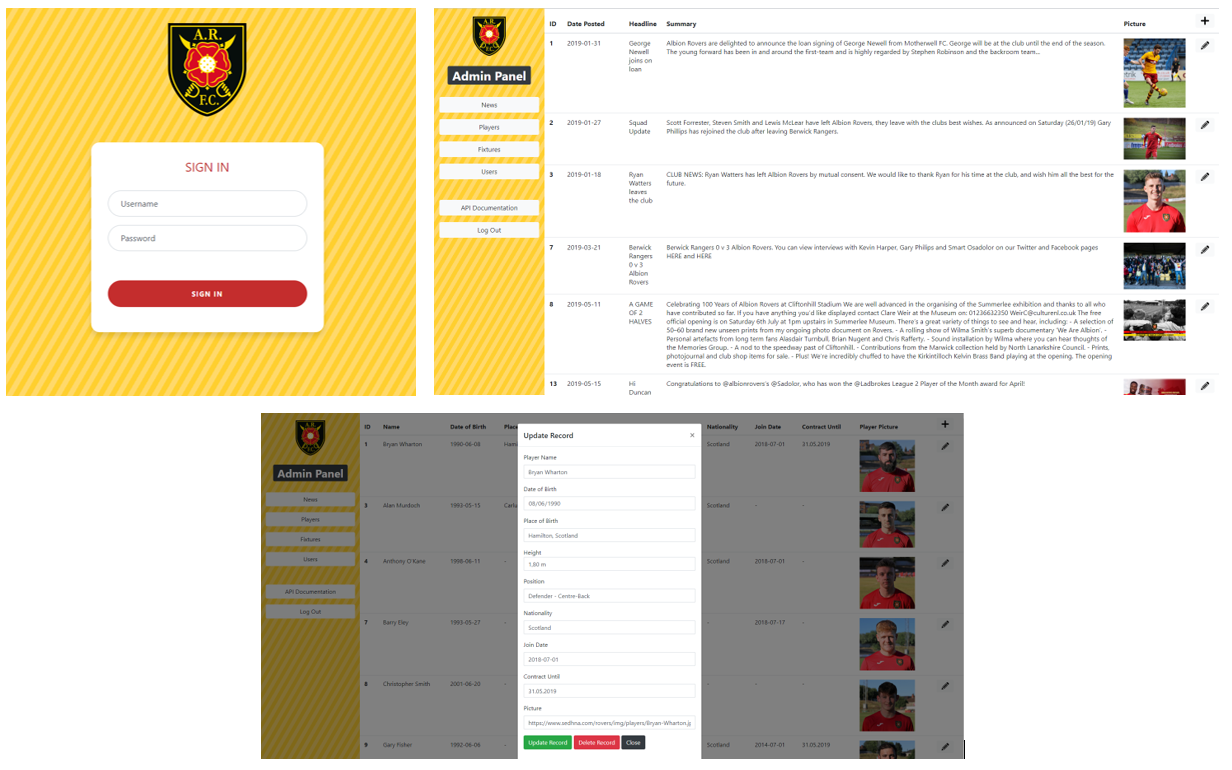 A.R.
F.C.
SIGN IN
Username
Password
SIGN IN
Admin Panel
News
Players
Fixtures
Users
API Documentation
Log Out
ID Date Posted Headline Summary Picture +
1 2019-01-31 George Newell joins on loan Albion Rovers are delighted to announce the loan signing of George Newell from Motherwell FC. George will be at the club until the end of the season.
The young forward has been in and around the first-team and is highly regarded by Stephen Robinson and the backroom team...
2 2019-01-27 Squad Update Scott Forrester, Steven Smith and Lewis McLear have left Albion Rovers, they leave with the clubs best wishes. As announced on Saturday (26/01/19) Gary
Phillips has rejoined the club after leaving Berwick Rangers.
3 2019-01-18 Ryan Watters leaves the club CLUB NEWS: Ryan Watters has left Albion Rovers by mutual consent. We would like to thank Ryan for his time at the club, and wish him all the best for the
future.
7 2019-03-21 Berwick Rangers 0 v 3 Albion Rovers Berwick Rangers 0 v 3 Albion Rovers. You can view interviews with Kevin Harper, Gary Philips and Smart Osadolor on our Twitter and Facebook pages
HERE and HERE
8 2019-05-11 A GAME OF 2 HALVES Celebrating 100 Years of Albion Rovers at Cliftonhill Stadium We are well advanced in the organising of the Summerlee exhibition and thanks to all who
have contributed so far. If you have anything you'd like displayed contact Clare Weir at the Museum on: 01236632350 WeirC@culturenl.co.uk The free
official opening is on Saturday 6th July at 1pm upstairs in Summerlee Museum. There's a great variety of things to see and hear, including: - A selection of
50-60 brand new unseen prints from my ongoing photo document on Rovers. - A rolling show of Wilma Smith's superb documentary 'We Are Albion'. -
Personal artefacts from long term fans Alasdair Turnbull, Brian Nugent and Chris Rafferty. - Sound installation by Wilma where you can hear thoughts of
the Memories Group. - A nod to the speedway past of Cliftonhill. - Contributions from the Marwick collection held by North Lanarkshire Council. - Prints,
photojournal and club shop items for sale. - Plus! We're incredibly chuffed to have the Kirkintilloch Kelvin Brass Band playing at the opening. The opening
event is FREE.
13 2019-05-15 Hi Duncan Congratulations to @albionrovers's @Sadolor, who has won the @Ladbrokes League 2 Player of the Month award for April!
Admin Panel
News
Players
Fixtures
Users
API Documentation
Log Out
ID Name Date of Birth Nationality Join Date Contract Until Player Picture +
1 Bryan Wharton 1990-06-08 Scotland 2018-07-01 31.05.2019
3 Alan Murdoch 1993-05-15 Scotland - -
4 Anthony O'Kane 1998-06-11 - Scotland 2018-07-01 -
7 Barry Eley 1993-05-27 - - 2018-07-17 -
8 Christopher Smith 2001-06-20 - - - -
9 Gary Fisher 1992-06-06 - Scotland 2014-07-01 31.05.2019
Update Record ×
Player Name
Bryan Wharton
Date of Birth
08/06/1990
Place of Birth
Hamilton, Scotland
Height
1,80 m
Position
Defender - Centre-Back
Nationality
Scotland
Join Date
2018-07-01
Contract Until
31.05.2019
Picture
https://www.sedhna.com/rovers/img/players/Bryan-Wharton.j
Update Record Delete Record Close